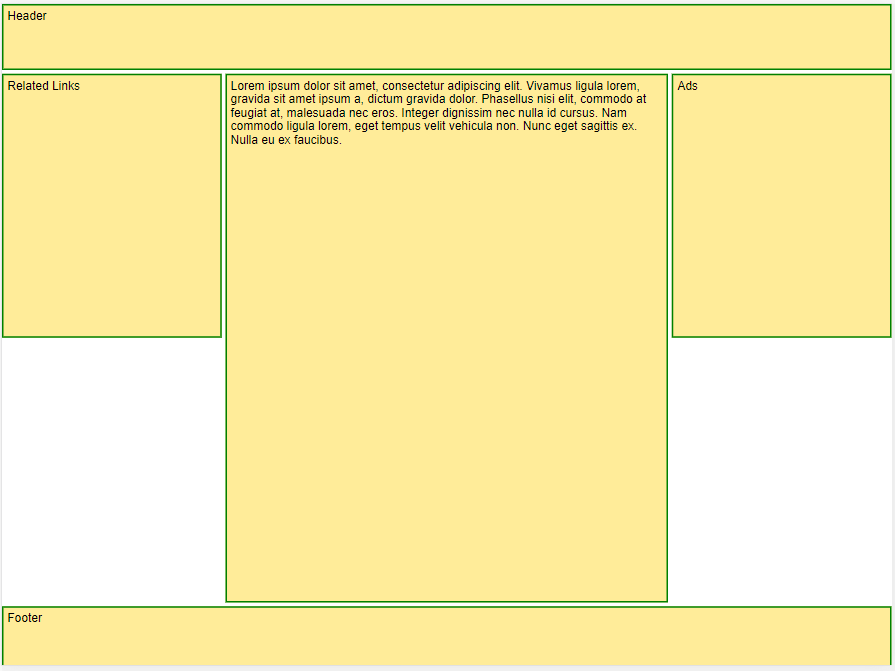 Header
Related Links
Lorem ipsum dolor sit amet, consectetur adipiscing elit. Vivamus ligula lorem,
gravida sit amet ipsum a, dictum gravida dolor. Phasellus nisi elit, commodo at
feugiat at, malesuada nec eros. Integer dignissim nec nulla id cursus. Nam
commodo ligula lorem, eget tempus velit vehicula non. Nunc eget sagittis ex.
Nulla eu ex faucibus.
Ads
Footer